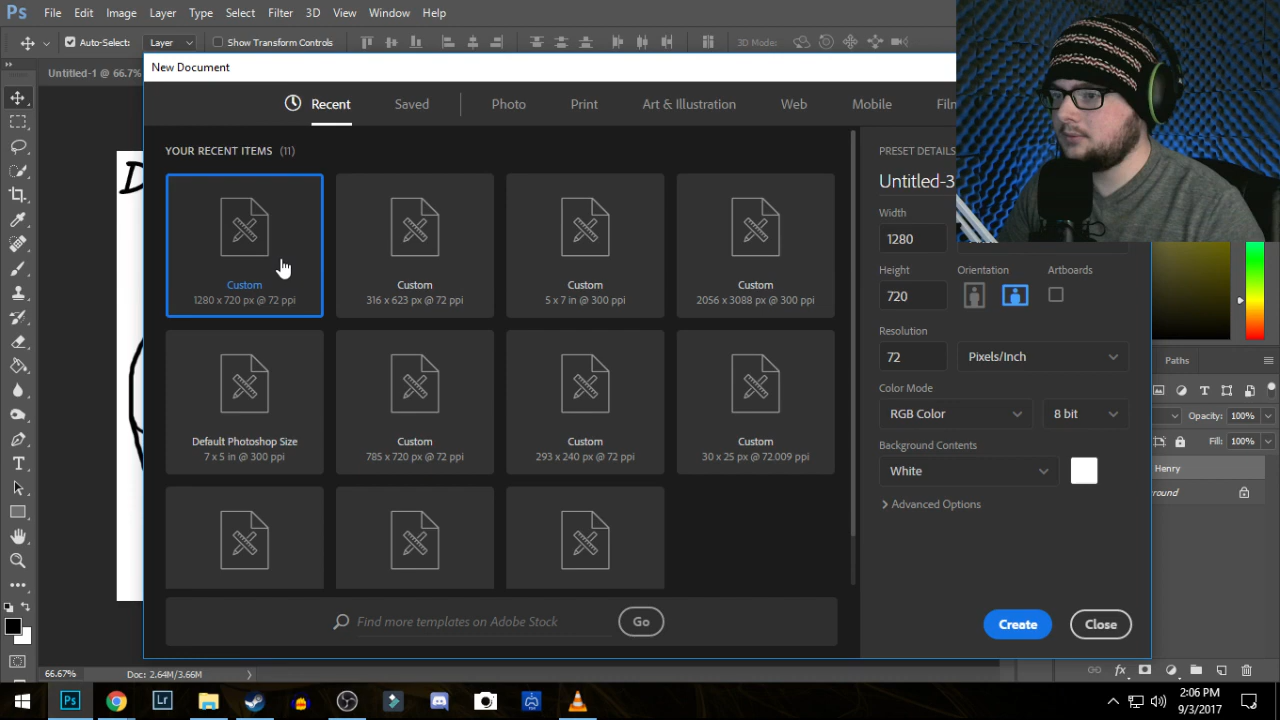 Ps File Edit Image Layer Type Select Filter 3D View Window Help
Auto-Select: Layer Show Transform Controls 3D Mode:
Untitled-1 @ 66.7%
New Document
Recent Saved Photo Print Art & Illustration Web Mobile Film
YOUR RECENT ITEMS (11)
Custom
1280 x 720 px @ 72 ppi
Custom
316 x 623 px @ 72 ppi
Custom
5 x 7 in @ 300 ppi
Custom
2056 x 3088 px @ 300 ppi
Default Photoshop Size
7 x 5 in @ 300 ppi
Custom
785 x 720 px @ 72 ppi
Custom
293 x 240 px @ 72 ppi
Custom
30 x 25 px @ 72.009 ppi
Find more templates on Adobe Stock Go
PRESET DETAILS
Untitled-3
Width
1280
Height Orientation Artboards
720
Resolution
72 Pixels/Inch
Color Mode
RGB Color 8 bit
Background Contents
White
Advanced Options
Create Close
Paths
Opacity: 100%
Fill: 100%
Henry
round
66.67% Doc: 2.64M/3.66M
fx
Ps Lr
2:06 PM
9/3/2017